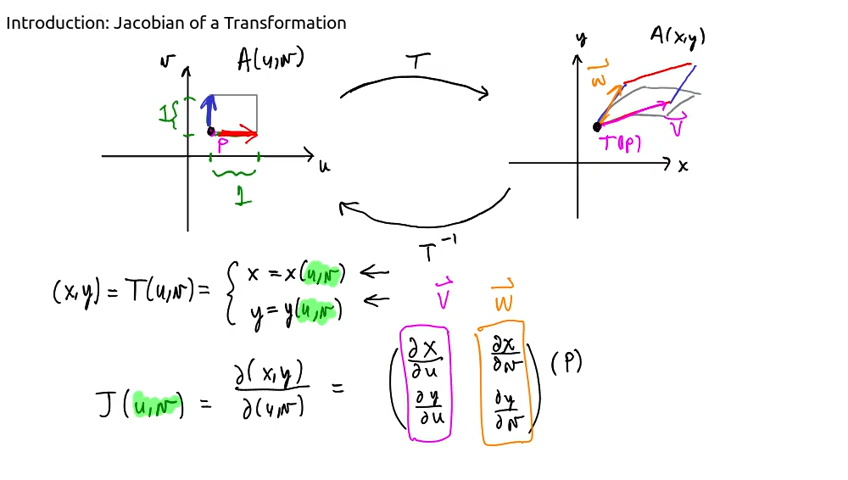 Introduction: Jacobian of a Transformation
v
A(u,v)
T
y
A(x,y)
w⃗
1
P
u
1
v⃗
T(P)
x
T⁻¹
(x,y) = T(u,v) = { x = x(u,v) ←
y = y(u,v) ←
v⃗ w⃗
J(u,v) = ∂(x,y)/∂(u,v) = ( ∂x/∂u ∂x/∂v
∂y/∂u ∂y/∂v ) (P)